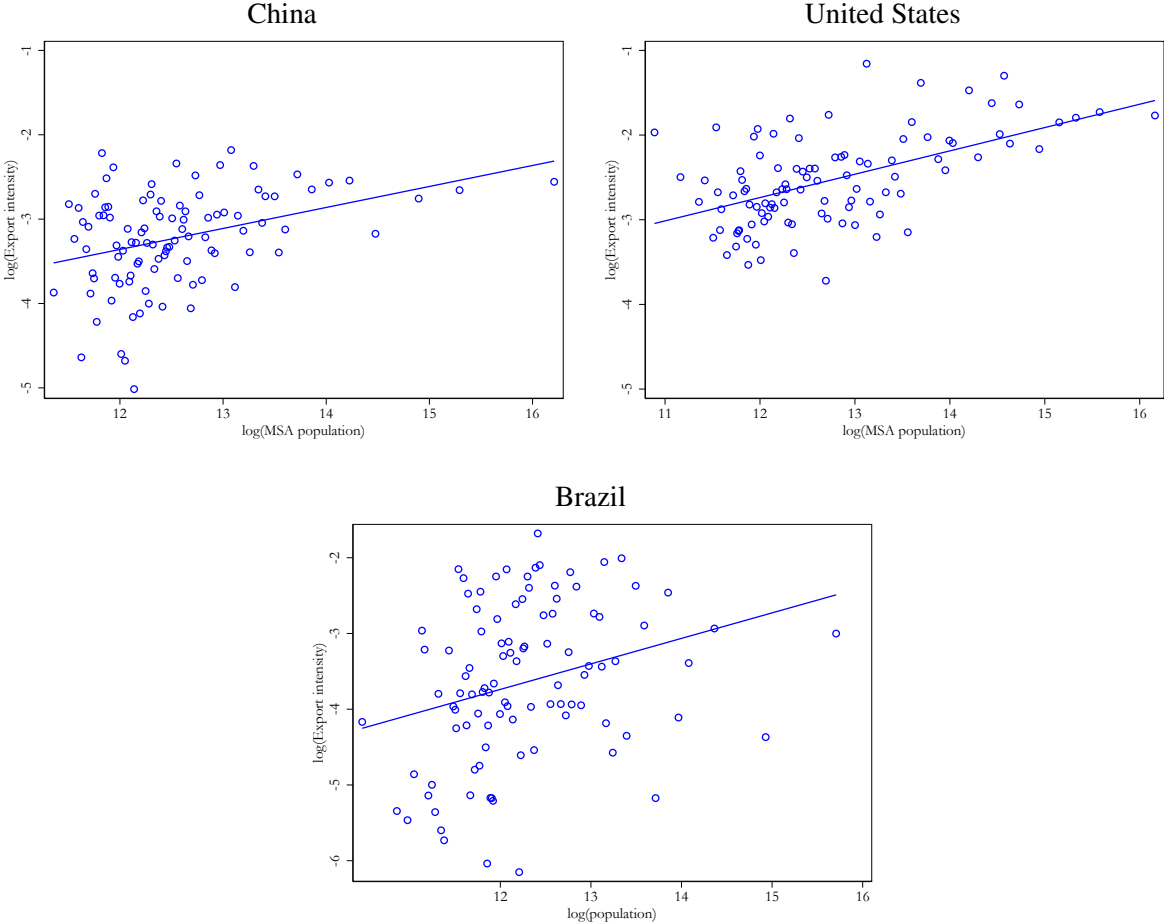 China
-1
-2
-3
-4
-5
log(Export intensity)
12 13 14 15 16
log(MSA population)
United States
-1
-2
-3
-4
-5
log(Export intensity)
11 12 13 14 15 16
log(MSA population)
Brazil
-2
-3
-4
-5
-6
log(Export intensity)
12 13 14 15 16
log(population)